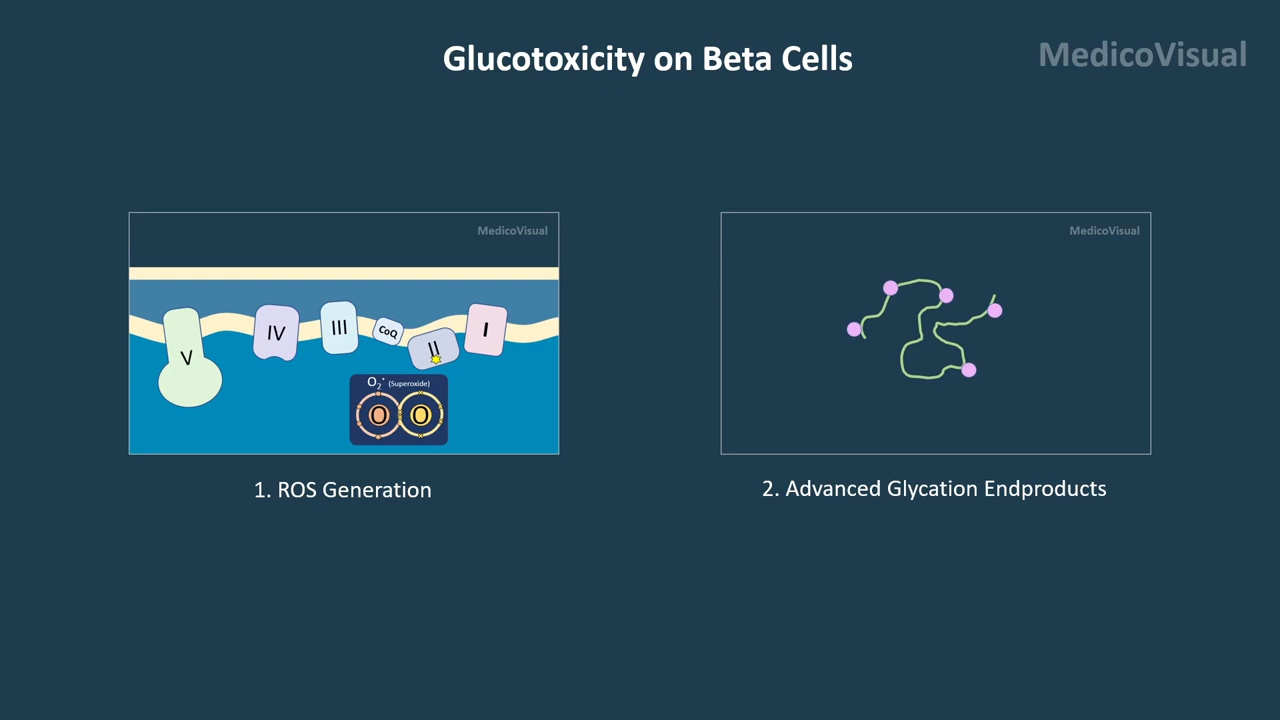 Glucotoxicity on Beta Cells
MedicoVisual
MedicoVisual
V
IV
III
CoQ
II
I
O2• (Superoxide)
O O
1. ROS Generation
MedicoVisual
2. Advanced Glycation Endproducts